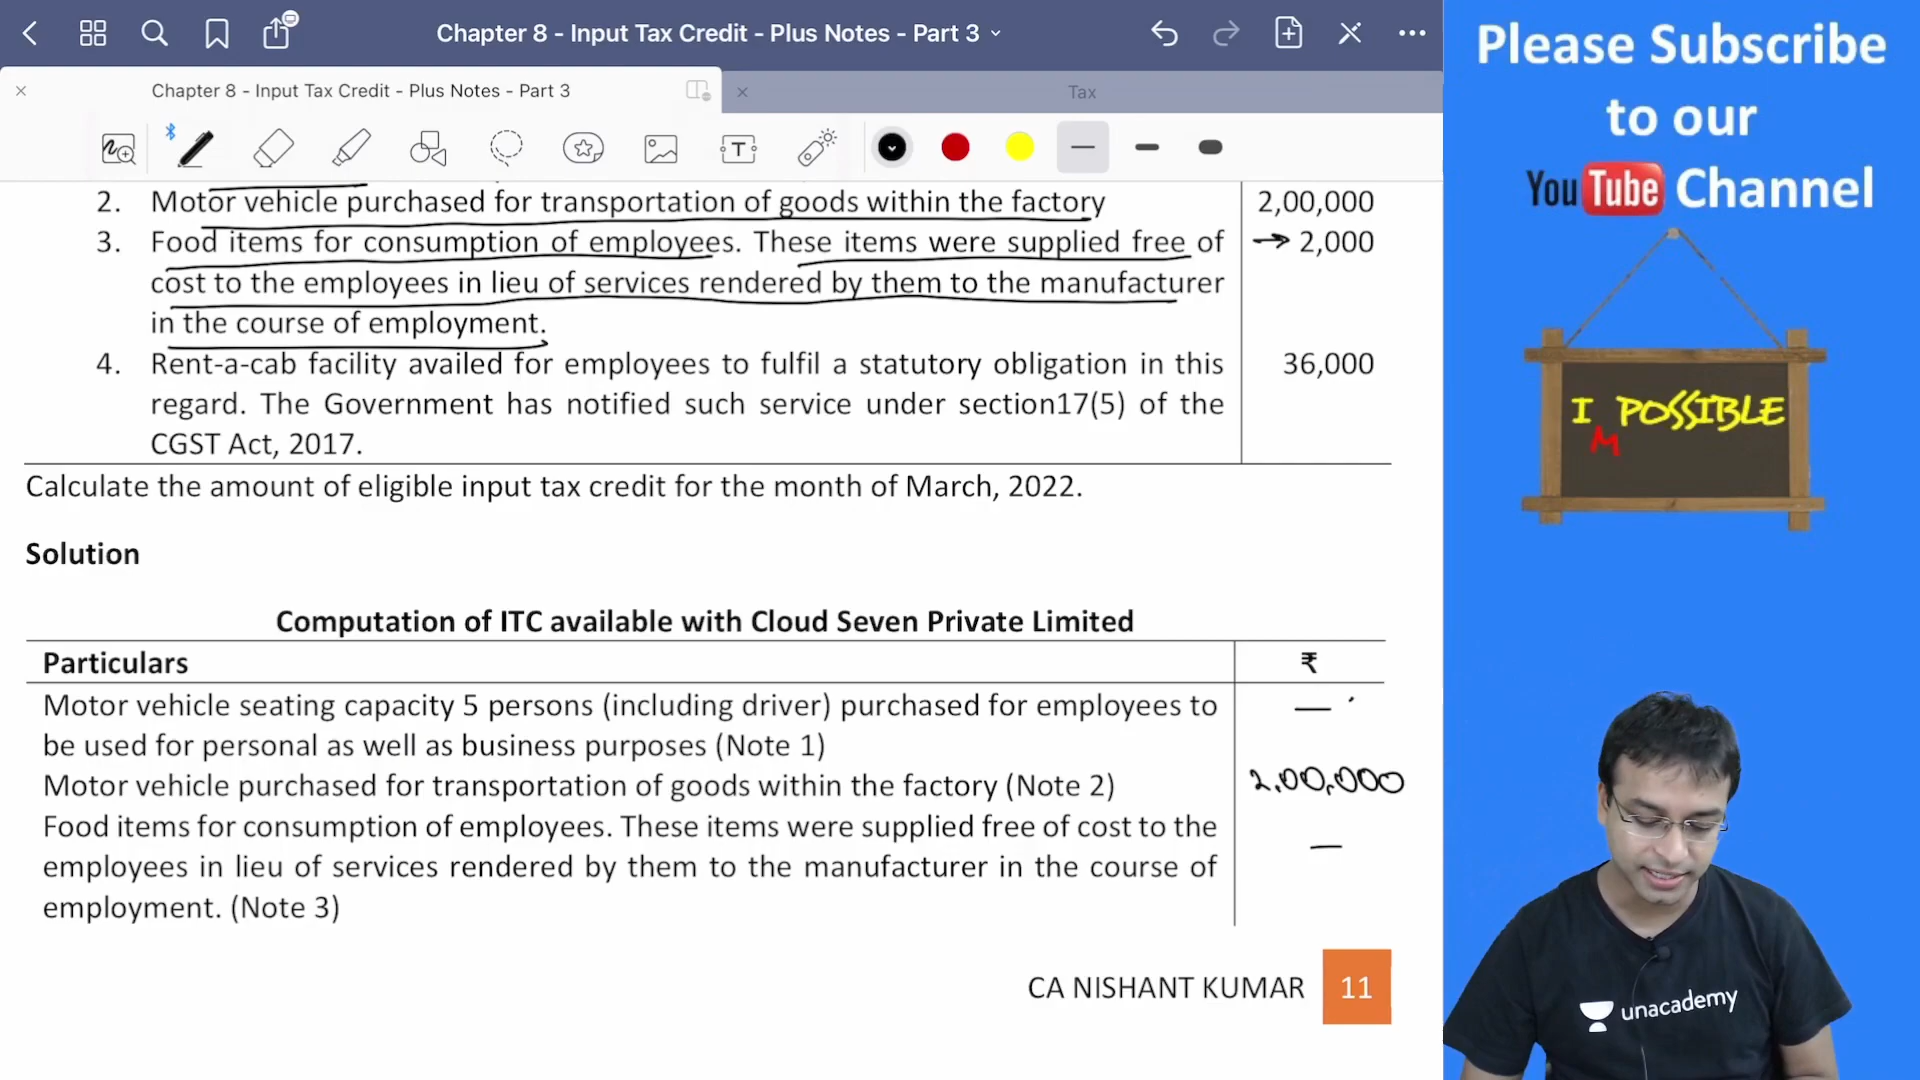 Chapter 8 - Input Tax Credit - Plus Notes - Part 3
Chapter 8 - Input Tax Credit - Plus Notes - Part 3
Tax
2. Motor vehicle purchased for transportation of goods within the factory 2,00,000
3. Food items for consumption of employees. These items were supplied free of → 2,000
cost to the employees in lieu of services rendered by them to the manufacturer
in the course of employment.
4. Rent-a-cab facility availed for employees to fulfil a statutory obligation in this 36,000
regard. The Government has notified such service under section17(5) of the
CGST Act, 2017.
Calculate the amount of eligible input tax credit for the month of March, 2022.
Solution
Computation of ITC available with Cloud Seven Private Limited
Particulars ₹
Motor vehicle seating capacity 5 persons (including driver) purchased for employees to —
be used for personal as well as business purposes (Note 1)
Motor vehicle purchased for transportation of goods within the factory (Note 2) 2,00,000
Food items for consumption of employees. These items were supplied free of cost to the —
employees in lieu of services rendered by them to the manufacturer in the course of
employment. (Note 3)
CA NISHANT KUMAR 11
Please Subscribe
to our
YouTube Channel
I POSSIBLE
M
unacademy